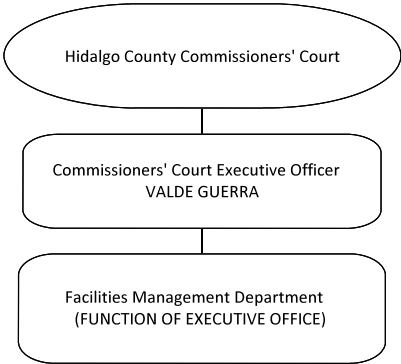 Hidalgo County Commissioners' Court
Commissioners' Court Executive Officer
VALDE GUERRA
Facilities Management Department
(FUNCTION OF EXECUTIVE OFFICE)